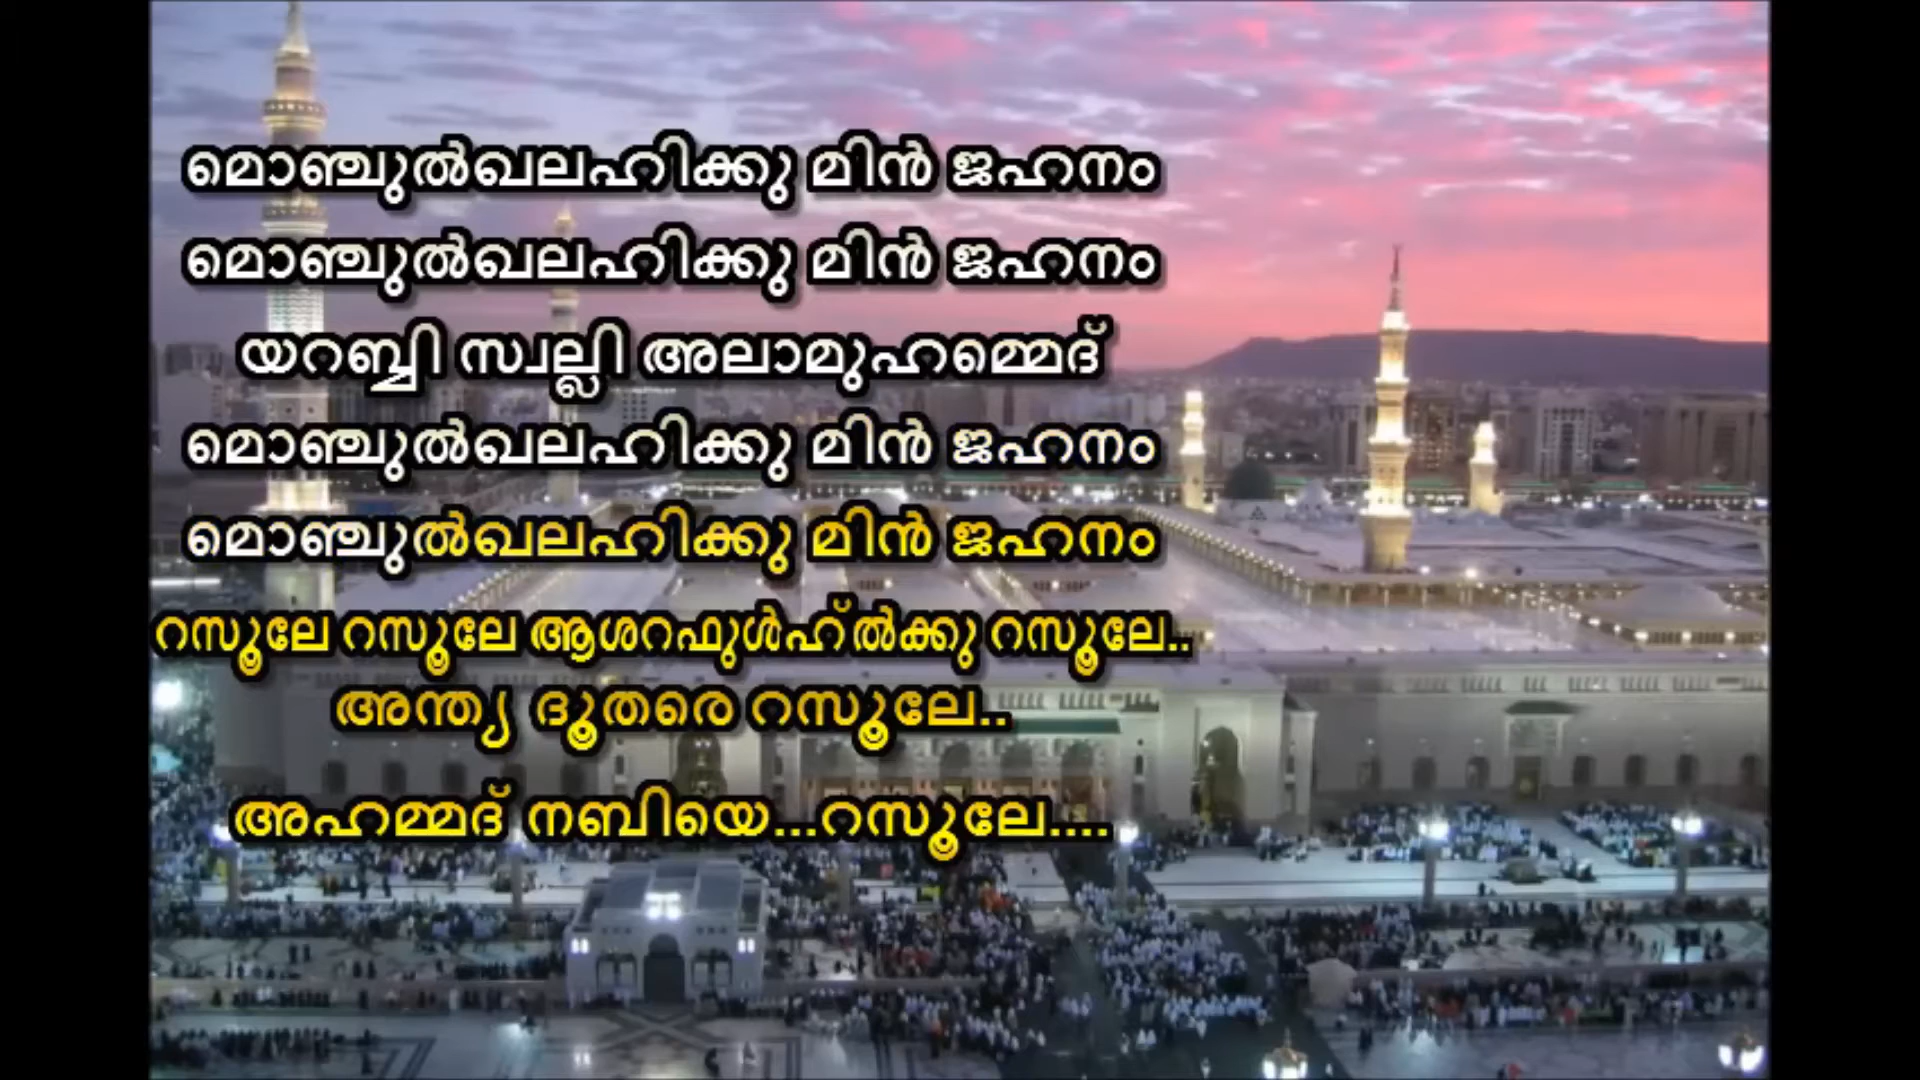 മൊഞ്ചുൽഖലഹിക്കു മിൻ ജഹനം
മൊഞ്ചുൽഖലഹിക്കു മിൻ ജഹനം
യറബ്ബി സ്വല്ലി അലാമുഹമ്മെദ്
മൊഞ്ചുൽഖലഹിക്കു മിൻ ജഹനം
മൊഞ്ചുൽഖലഹിക്കു മിൻ ജഹനം
റസൂലേ റസൂലേ ആശറഫുൾഹ്ൽക്കു റസൂലേ..
അന്ത്യ ദൂതരെ റസൂലേ..
അഹമ്മദ് നബിയെ...റസൂലേ....